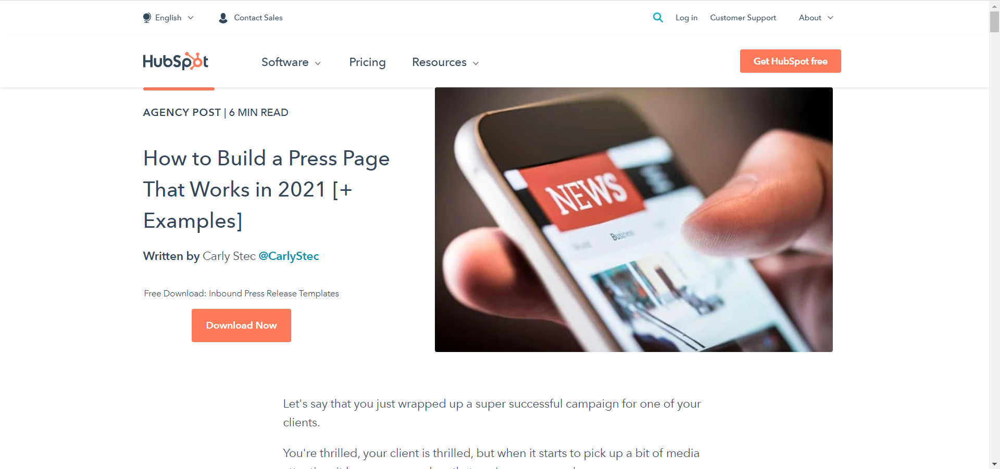 English
Contact Sales
Log in
Customer Support
About
HubSpot
Software
Pricing
Resources
Get HubSpot free
AGENCY POST | 6 MIN READ
How to Build a Press Page
That Works in 2021 [+
Examples]
Written by Carly Stec @CarlyStec
Free Download: Inbound Press Release Templates
Download Now
NEWS
Business
Let's say that you just wrapped up a super successful campaign for one of your
clients.
You're thrilled, your client is thrilled, but when it starts to pick up a bit of media